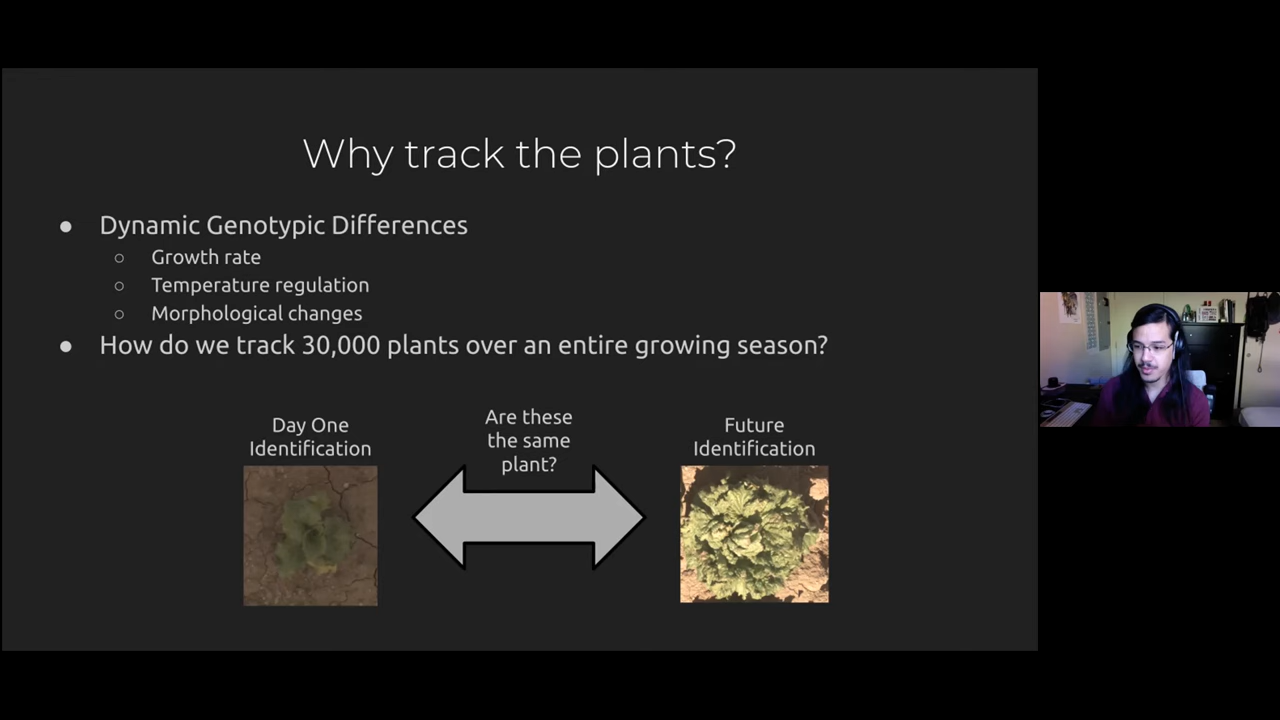 Why track the plants?
● Dynamic Genotypic Differences
○ Growth rate
○ Temperature regulation
○ Morphological changes
● How do we track 30,000 plants over an entire growing season?
Day One
Identification
Are these
the same
plant?
Future
Identification